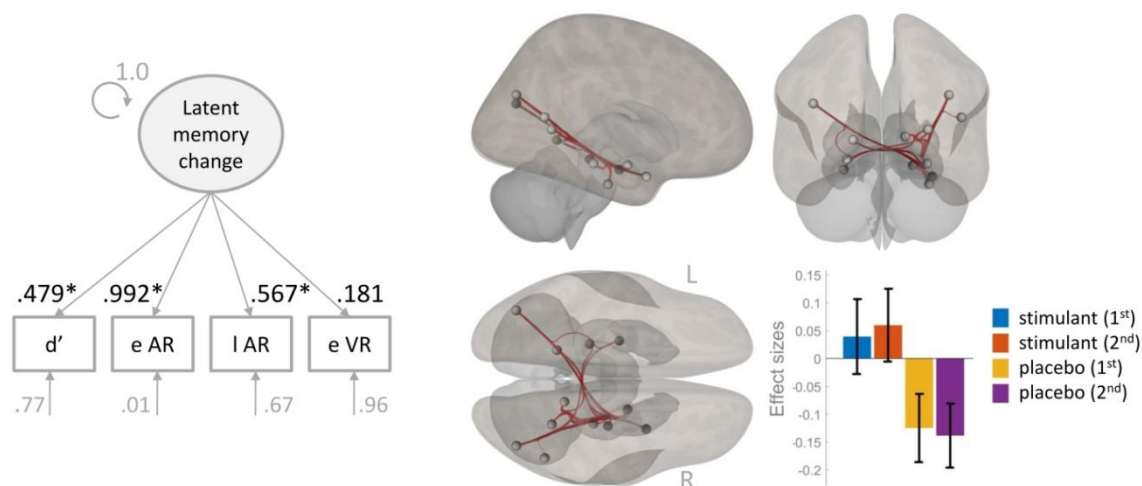 1.0
Latent
memory
change
.479* .992* .567* .181
d’ e AR l AR e VR
.77 .01 .67 .96
L
R
0.15
0.1
0.05
0
-0.05
-0.1
-0.15
-0.2
Effect sizes
stimulant (1st)
stimulant (2nd)
placebo (1st)
placebo (2nd)